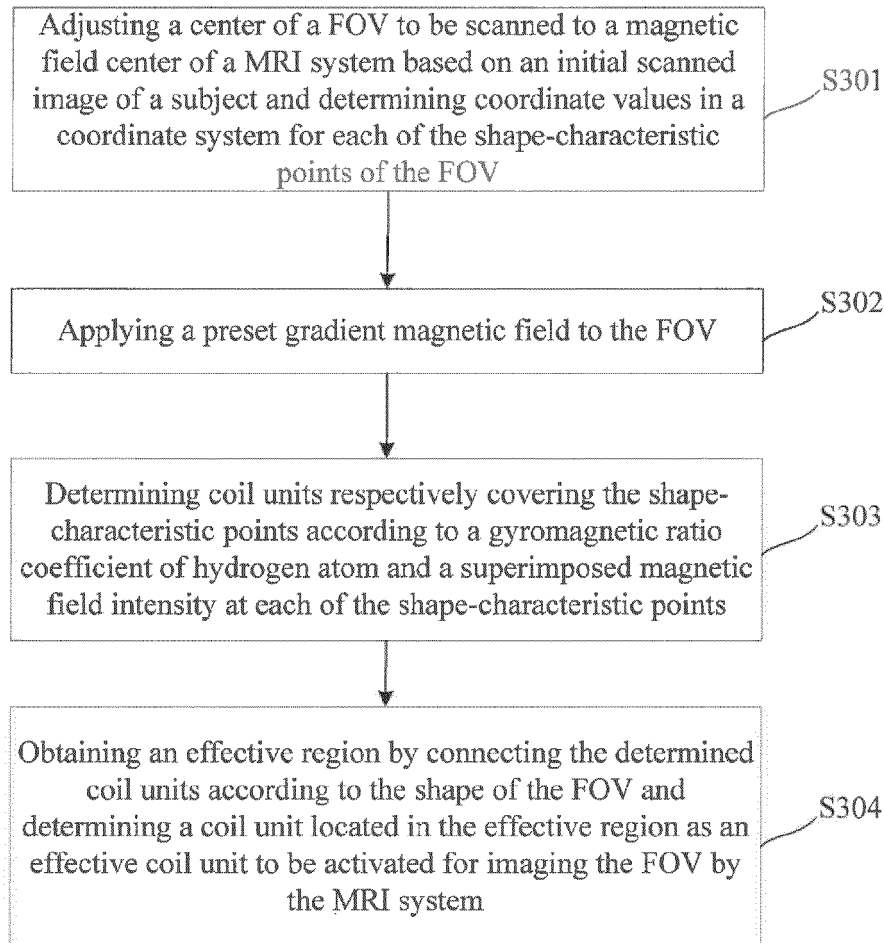 Adjusting a center of a FOV to be scanned to a magnetic
field center of a MRI system based on an initial scanned
image of a subject and determining coordinate values in a
coordinate system for each of the shape-characteristic
points of the FOV
S301
Applying a preset gradient magnetic field to the FOV
S302
Determining coil units respectively covering the shape-
characteristic points according to a gyromagnetic ratio
coefficient of hydrogen atom and a superimposed magnetic
field intensity at each of the shape-characteristic points
S303
Obtaining an effective region by connecting the determined
coil units according to the shape of the FOV and
determining a coil unit located in the effective region as an
effective coil unit to be activated for imaging the FOV by
the MRI system
S304